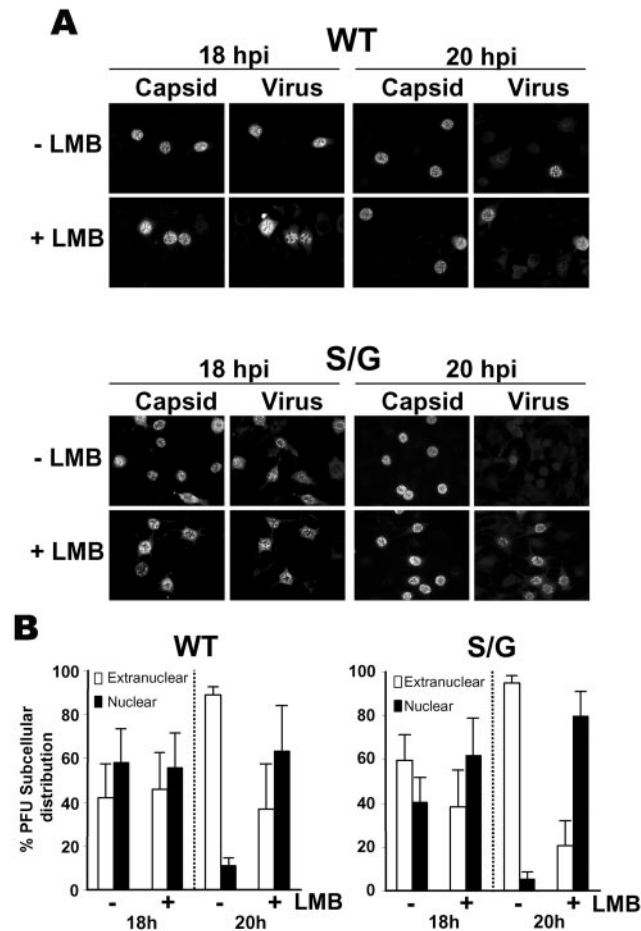 A
WT
18 hpi 20 hpi
Capsid Virus Capsid Virus
- LMB
+ LMB
S/G
18 hpi 20 hpi
Capsid Virus Capsid Virus
- LMB
+ LMB
B
WT S/G
% PFU Subcellular distribution
100
80
60
40
20
0
Extranuclear
Nuclear
- + - +
18h 20h
100
80
60
40
20
0
Extranuclear
Nuclear
- + - + LMB
18h 20h